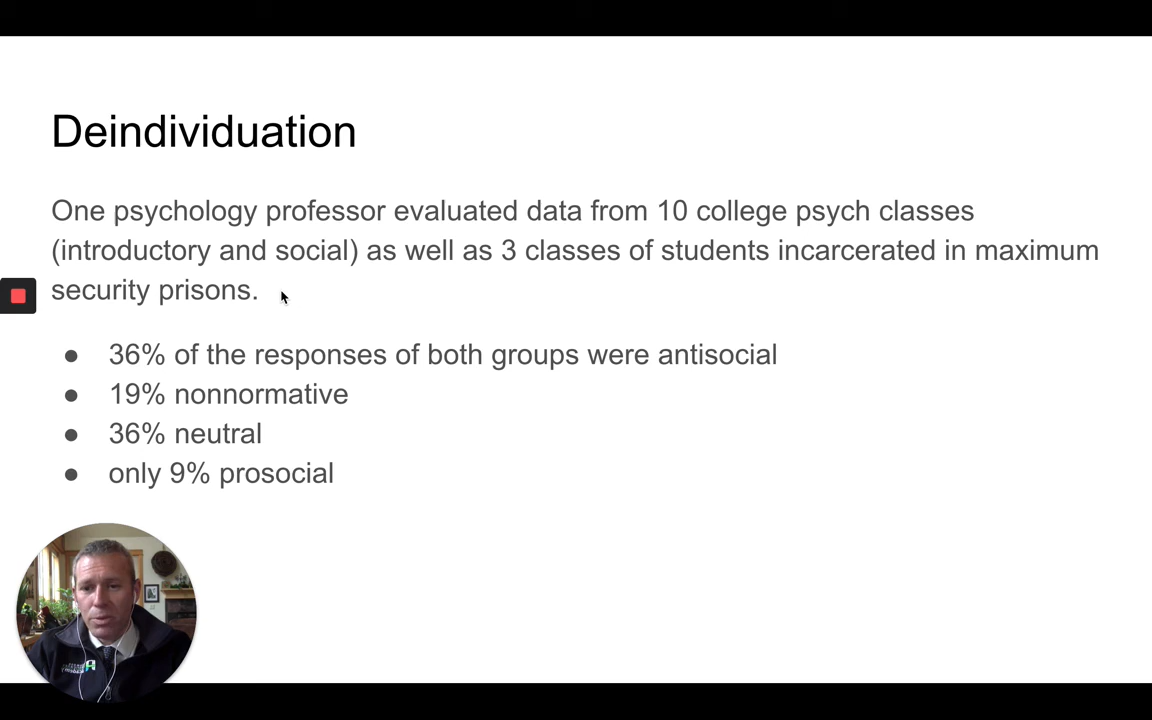 Deindividuation
One psychology professor evaluated data from 10 college psych classes
(introductory and social) as well as 3 classes of students incarcerated in maximum
security prisons.
● 36% of the responses of both groups were antisocial
● 19% nonnormative
● 36% neutral
● only 9% prosocial